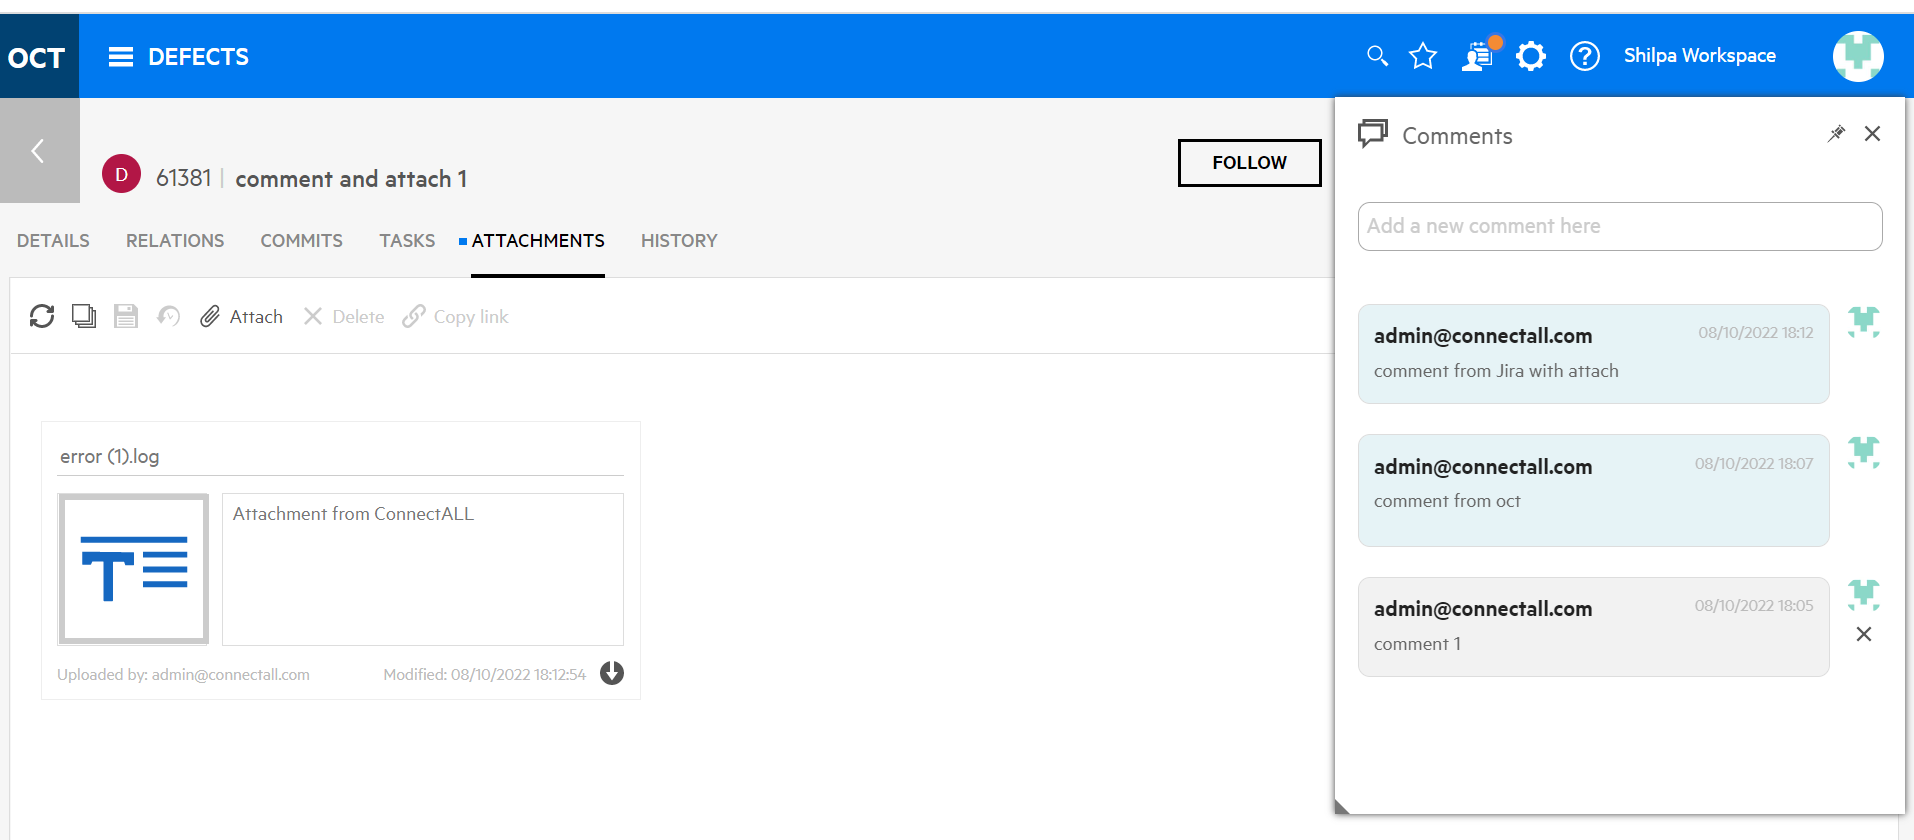 OCT
DEFECTS
Shilpa Workspace
D 61381 comment and attach 1
FOLLOW
DETAILS RELATIONS COMMITS TASKS ATTACHMENTS HISTORY
Attach Delete Copy link
error (1).log
Attachment from ConnectALL
Uploaded by: admin@connectall.com Modified: 08/10/2022 18:12:54
Comments
Add a new comment here
admin@connectall.com 08/10/2022 18:12
comment from Jira with attach
admin@connectall.com 08/10/2022 18:07
comment from oct
admin@connectall.com 08/10/2022 18:05
comment 1